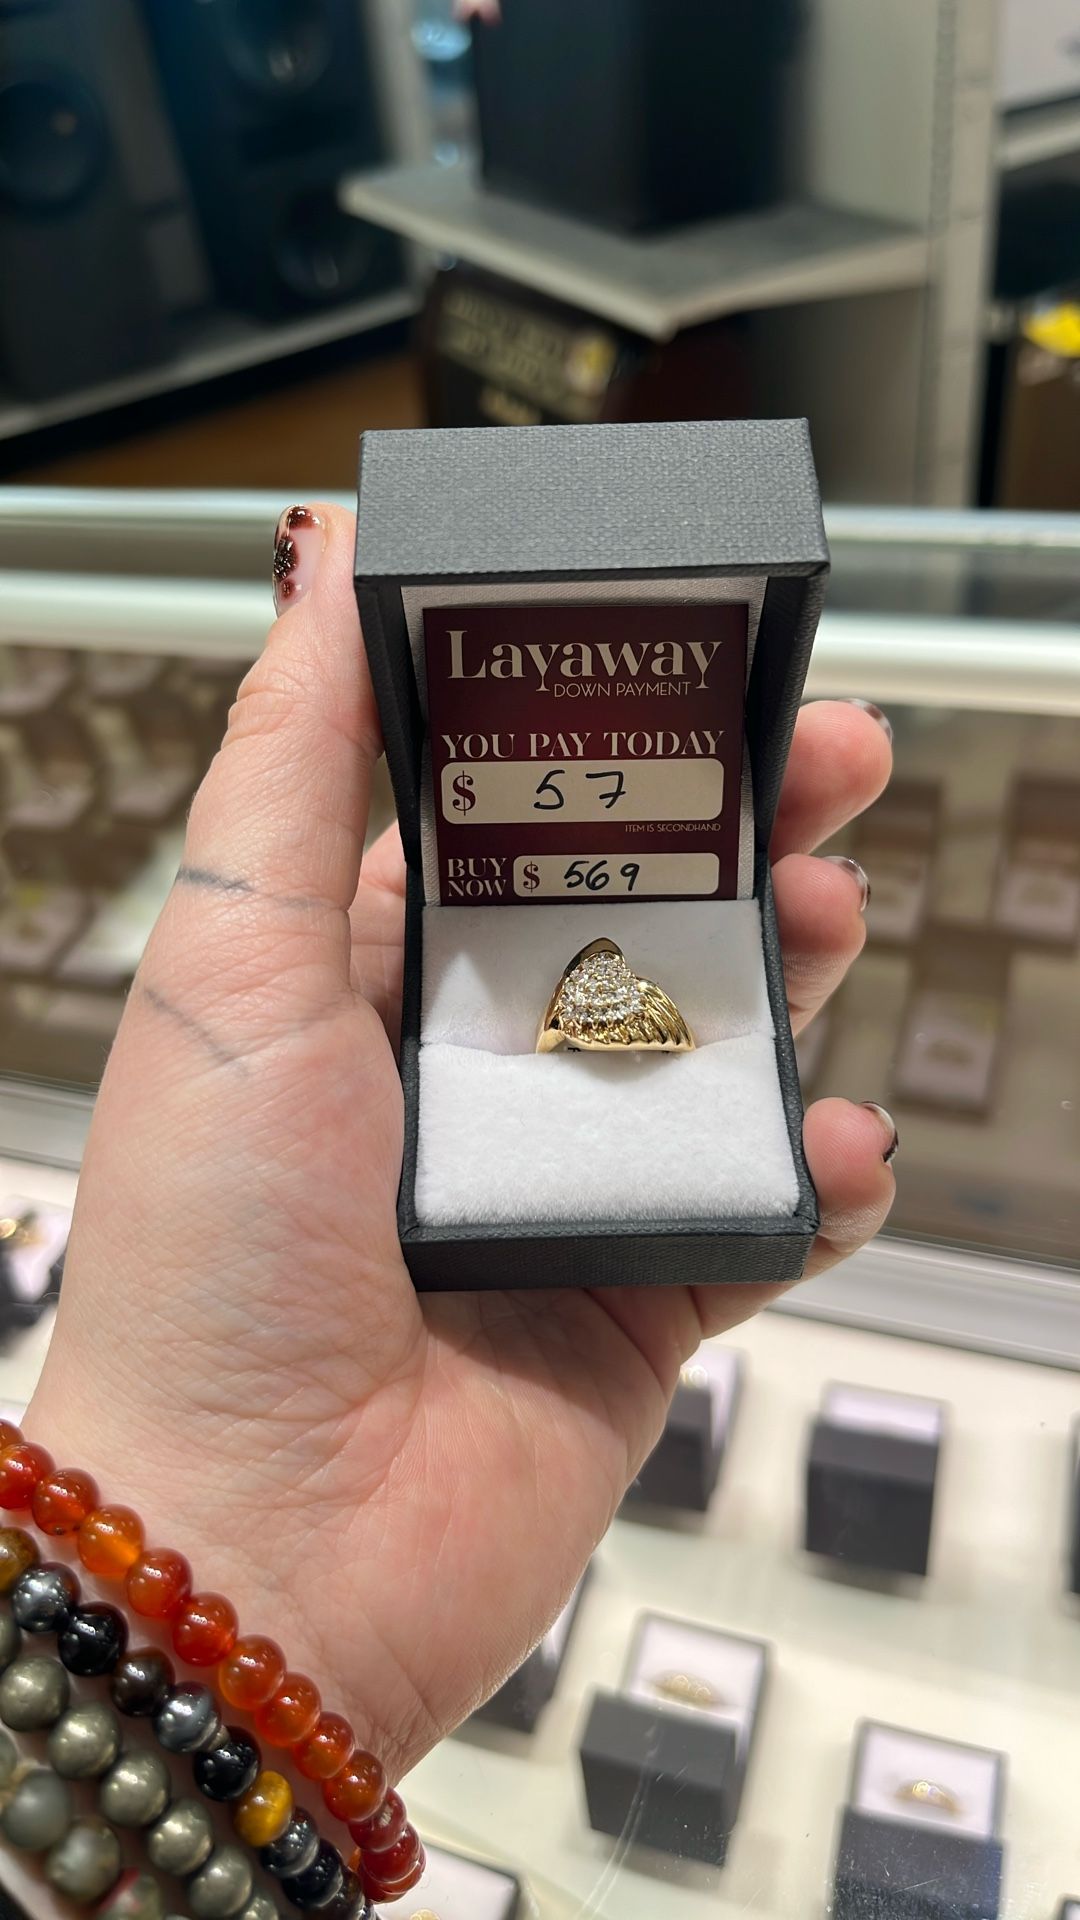 Layaway
DOWN PAYMENT
YOU PAY TODAY
$ 57
ITEM IS SECONDHAND
BUY NOW $ 569